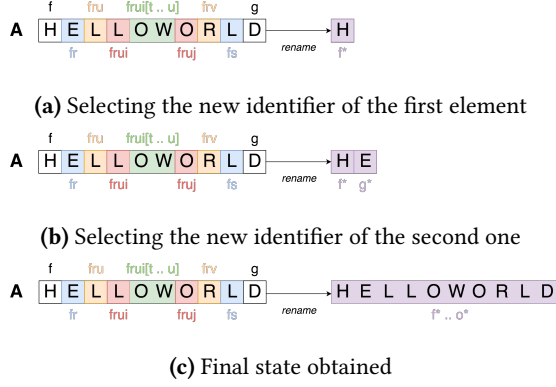 f fru frui[t .. u] frv g
A H E L L O W O R L D rename H
fr frui fruj fs f*
(a) Selecting the new identifier of the first element
f fru frui[t .. u] frv g
A H E L L O W O R L D rename H E
fr frui fruj fs f* g*
(b) Selecting the new identifier of the second one
f fru frui[t .. u] frv g
A H E L L O W O R L D rename H E L L O W O R L D
fr frui fruj fs f* .. o*
(c) Final state obtained